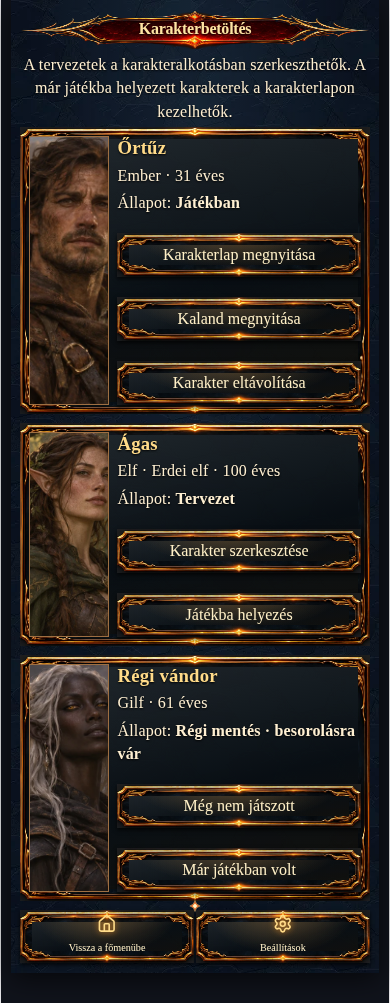 Karakterbetöltés
A tervezetek a karakteralkotásban szerkeszthetők. A
már játékba helyezett karakterek a karakterlapon
kezelhetők.
Őrtűz
Ember · 31 éves
Állapot: Játékban
Karakterlap megnyitása
Kaland megnyitása
Karakter eltávolítása
Ágas
Elf · Erdei elf · 100 éves
Állapot: Tervezet
Karakter szerkesztése
Játékba helyezés
Régi vándor
Gilf · 61 éves
Állapot: Régi mentés · besorolásra
vár
Még nem játszott
Már játékban volt
Vissza a főmenübe
Beállítások